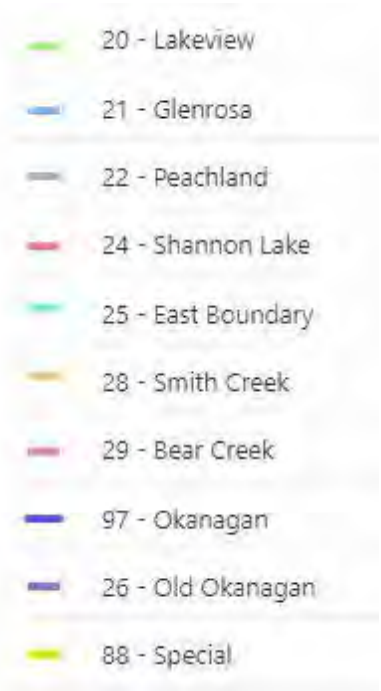 20 - Lakeview
21 - Glenrosa
22 - Peachland
24 - Shannon Lake
25 - East Boundary
28 - Smith Creek
29 - Bear Creek
97 - Okanagan
26 - Old Okanagan
88 - Special